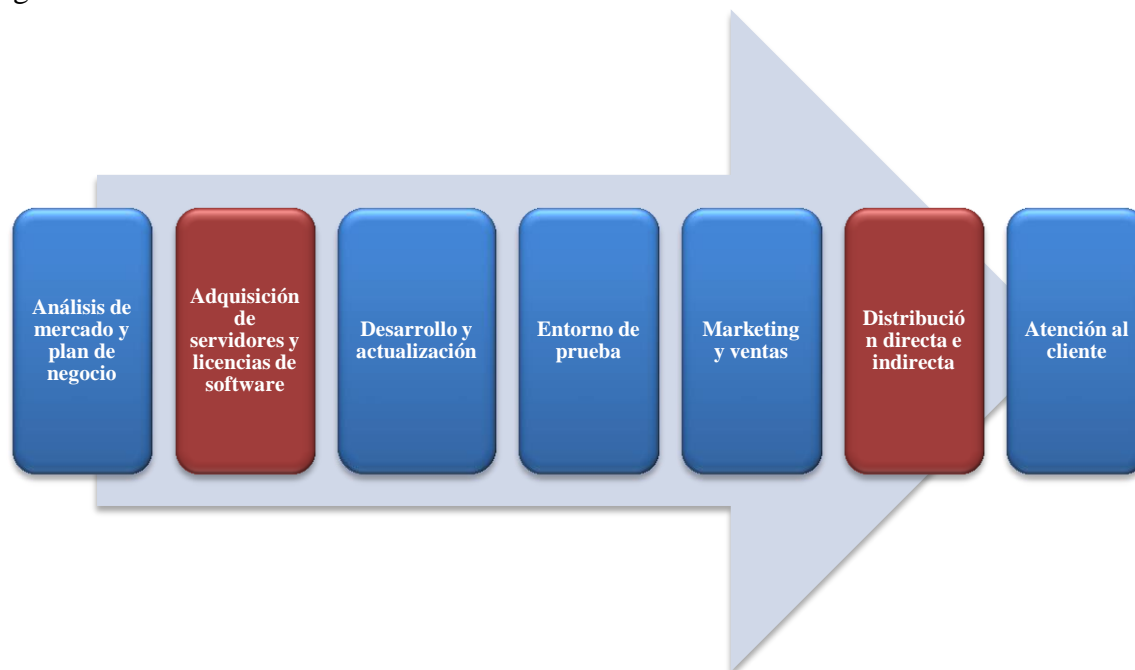 g
Análisis de
mercado y
plan de
negocio
Adquisición
de
servidores y
licencias de
software
Desarrollo y
actualización
Entorno de
prueba
Marketing
y ventas
Distribució
n directa e
indirecta
Atención al
cliente